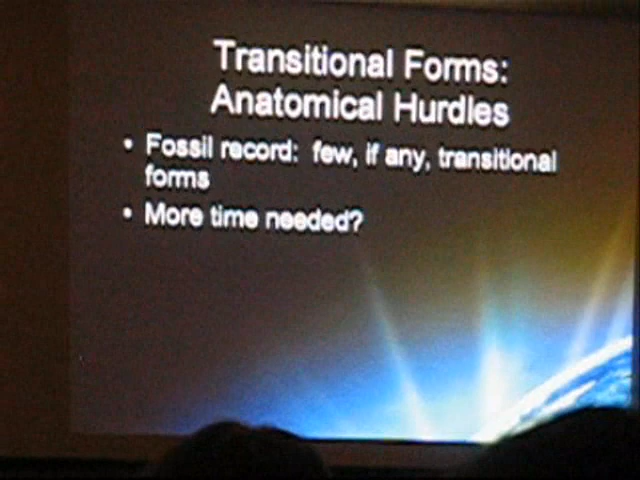 Transitional Forms:
Anatomical Hurdles
• Fossil record: few, if any, transitional
forms
• More time needed?